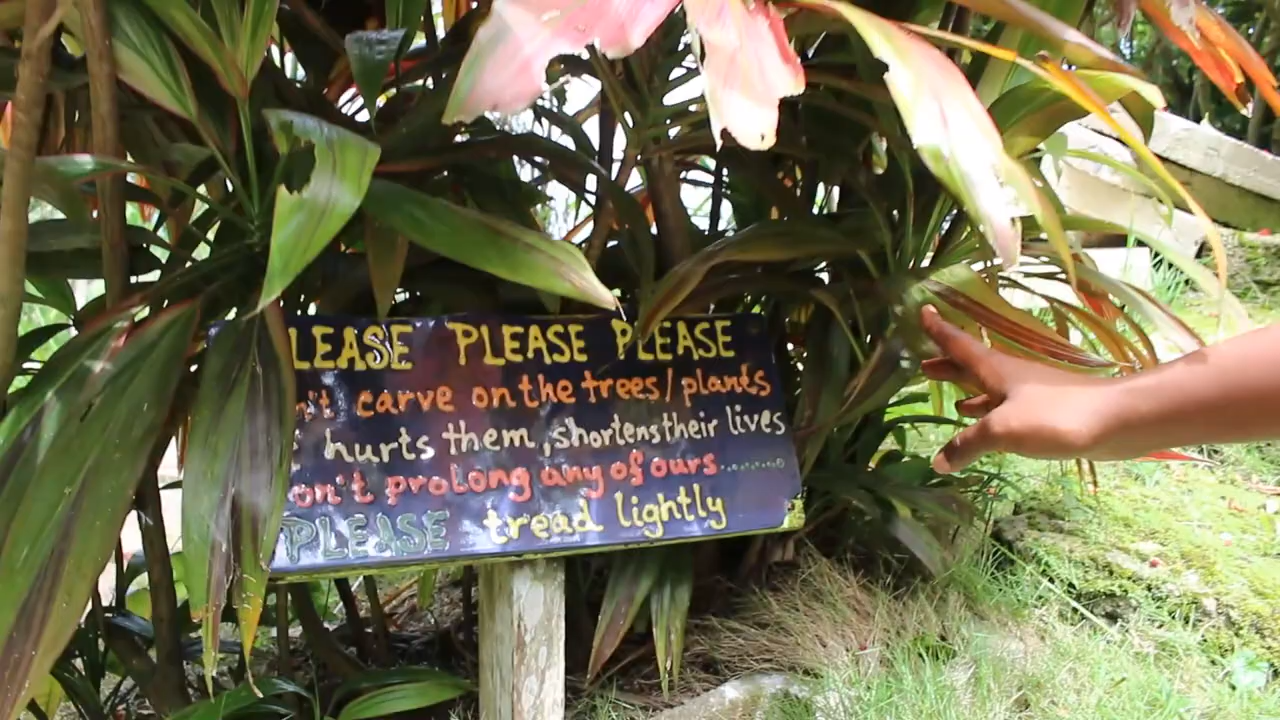 LEASE PLEASE PLEASE
n't carve on the trees/plants
hurts them, shortens their lives
on't prolong any of ours.........
PLEASE tread lightly